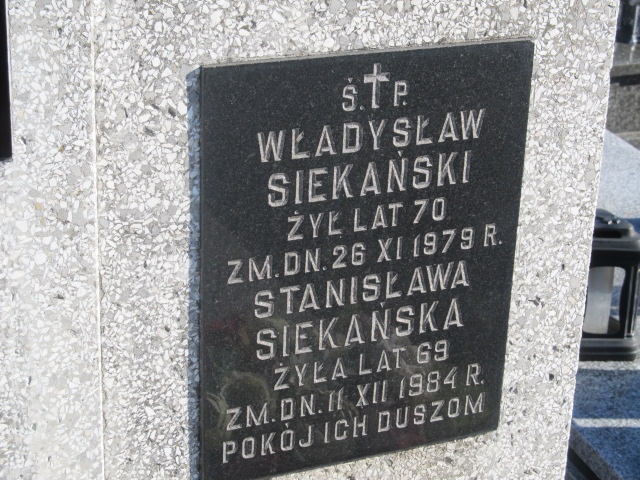 Ś. P.
WŁADYSŁAW
SIEKAŃSKI
ŻYŁ LAT 70
ZM. DN. 26 XI 1979 R.
STANISŁAWA
SIEKAŃSKA
ŻYŁA LAT 69
ZM. DN. 11 XII 1984 R.
POKÓJ ICH DUSZOM